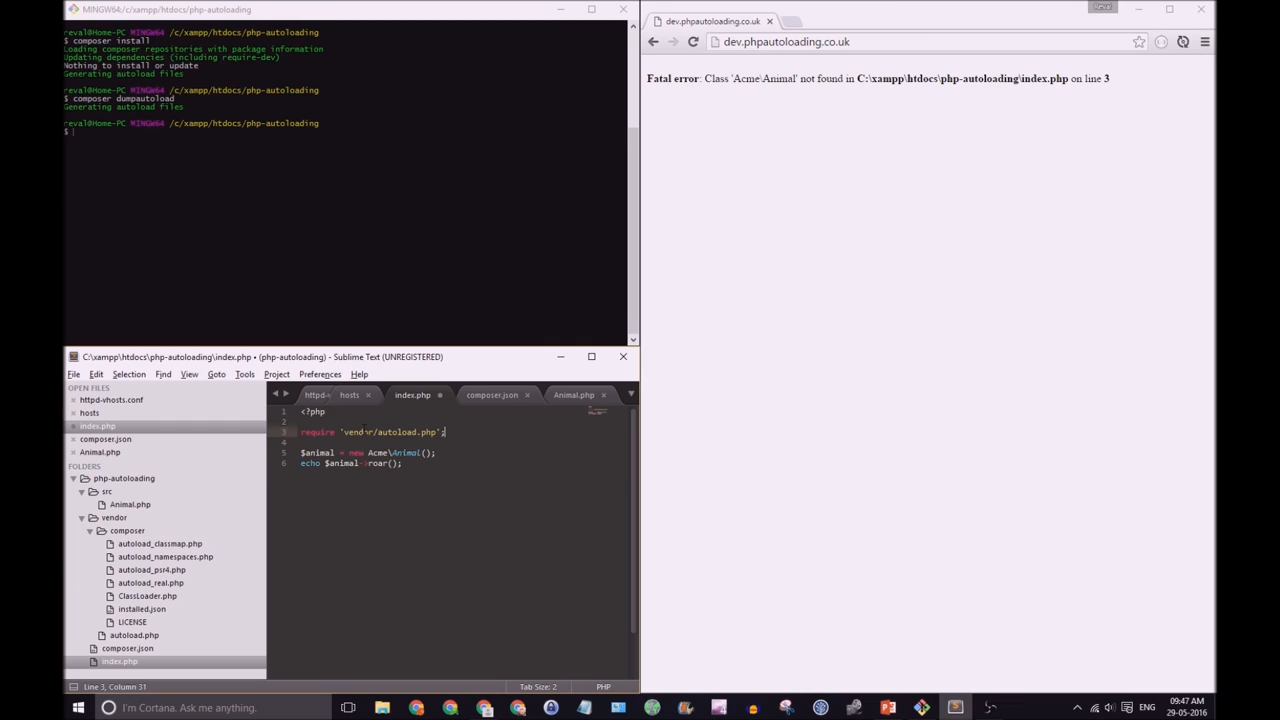 MINGW64:/c/xampp/htdocs/php-autoloading
reval@Home-PC MINGW64 /c/xampp/htdocs/php-autoloading
$ composer install
Loading composer repositories with package information
Updating dependencies (including require-dev)
Nothing to install or update
Generating autoload files
reval@Home-PC MINGW64 /c/xampp/htdocs/php-autoloading
$ composer dumpautoload
Generating autoload files
reval@Home-PC MINGW64 /c/xampp/htdocs/php-autoloading
$
Reval
dev.phpautoloading.co.uk
dev.phpautoloading.co.uk
Fatal error: Class 'Acme\Animal' not found in C:\xampp\htdocs\php-autoloading\index.php on line 3
C:\xampp\htdocs\php-autoloading\index.php • (php-autoloading) - Sublime Text (UNREGISTERED)
File Edit Selection Find View Goto Tools Project Preferences Help
OPEN FILES
httpd-vhosts.conf
hosts
index.php
composer.json
Animal.php
FOLDERS
php-autoloading
src
Animal.php
vendor
composer
autoload_classmap.php
autoload_namespaces.php
autoload_psr4.php
autoload_real.php
ClassLoader.php
installed.json
LICENSE
autoload.php
composer.json
index.php
httpd- hosts index.php composer.json Animal.php
1 <?php
2
3 require 'vendor/autoload.php';
4
5 $animal = new Acme\Animal();
6 echo $animal->roar();
Line 3, Column 31 Tab Size: 2 PHP
I'm Cortana. Ask me anything.
ENG
09:47 AM
29-05-2016